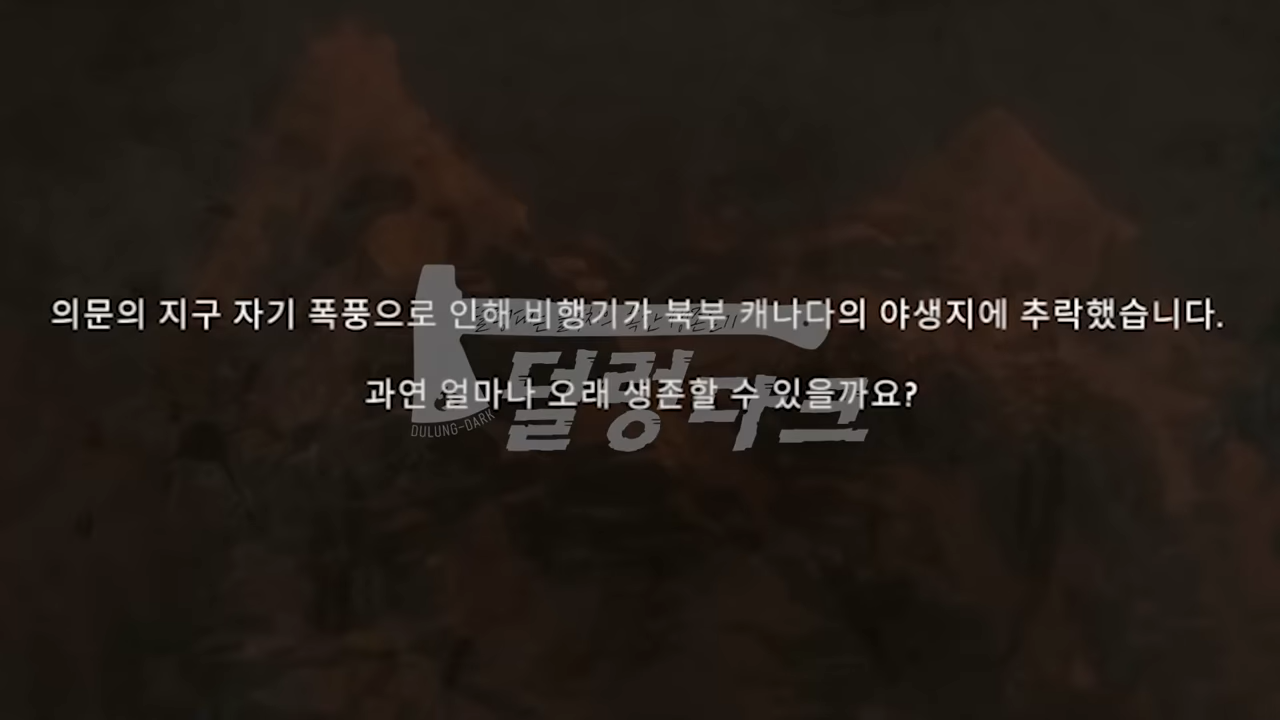 의문의 지구 자기 폭풍으로 인해 비행기가 북부 캐나다의 야생지에 추락했습니다.
과연 얼마나 오래 생존할 수 있을까요?
덜렁다크
DULUNG-DARK